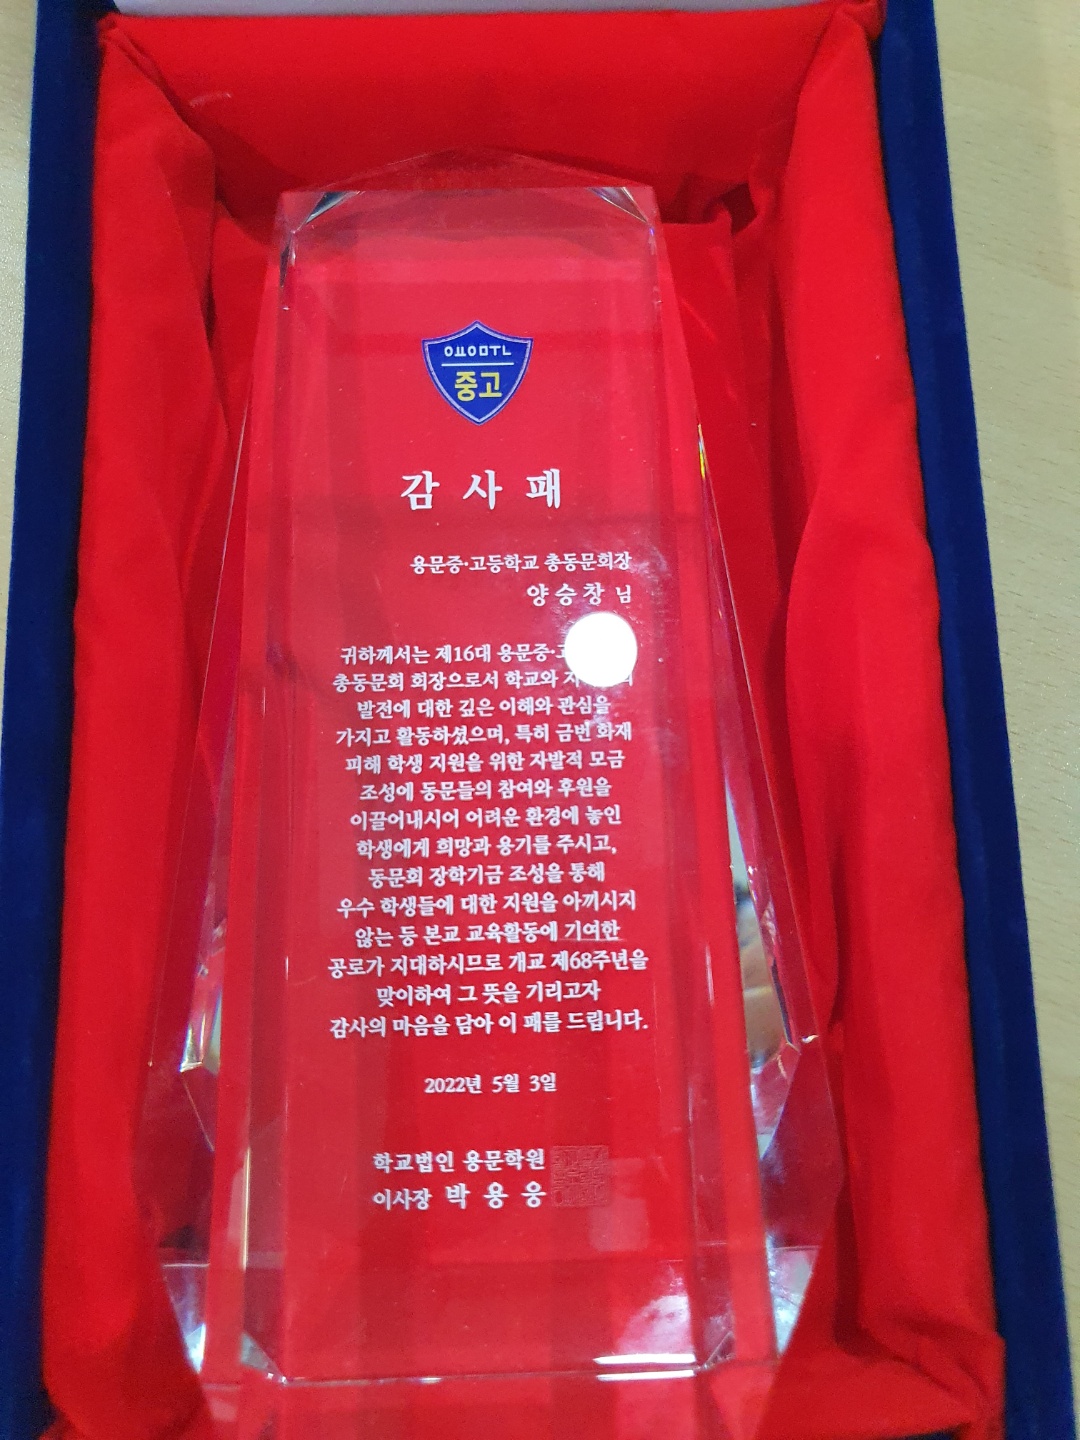 ㅇㅛㅇㅁㅜㄴ
중고
감 사 패
용문중·고등학교 총동문회장
양승창 님
귀하께서는 제16대 용문중·
총동문회 회장으로서 학교와
발전에 대한 깊은 이해와 관심을
가지고 활동하셨으며, 특히 금번 화재
피해 학생 지원을 위한 자발적 모금
조성에 동문들의 참여와 후원을
이끌어내시어 어려운 환경에 놓인
학생에게 희망과 용기를 주시고,
동문회 장학기금 조성을 통해
우수 학생들에 대한 지원을 아끼시지
않는 등 본교 교육활동에 기여한
공로가 지대하시므로 개교 제68주년을
맞이하여 그 뜻을 기리고자
감사의 마음을 담아 이 패를 드립니다.
2022년 5월 3일
학교법인 용문학원
이사장 박 용 웅